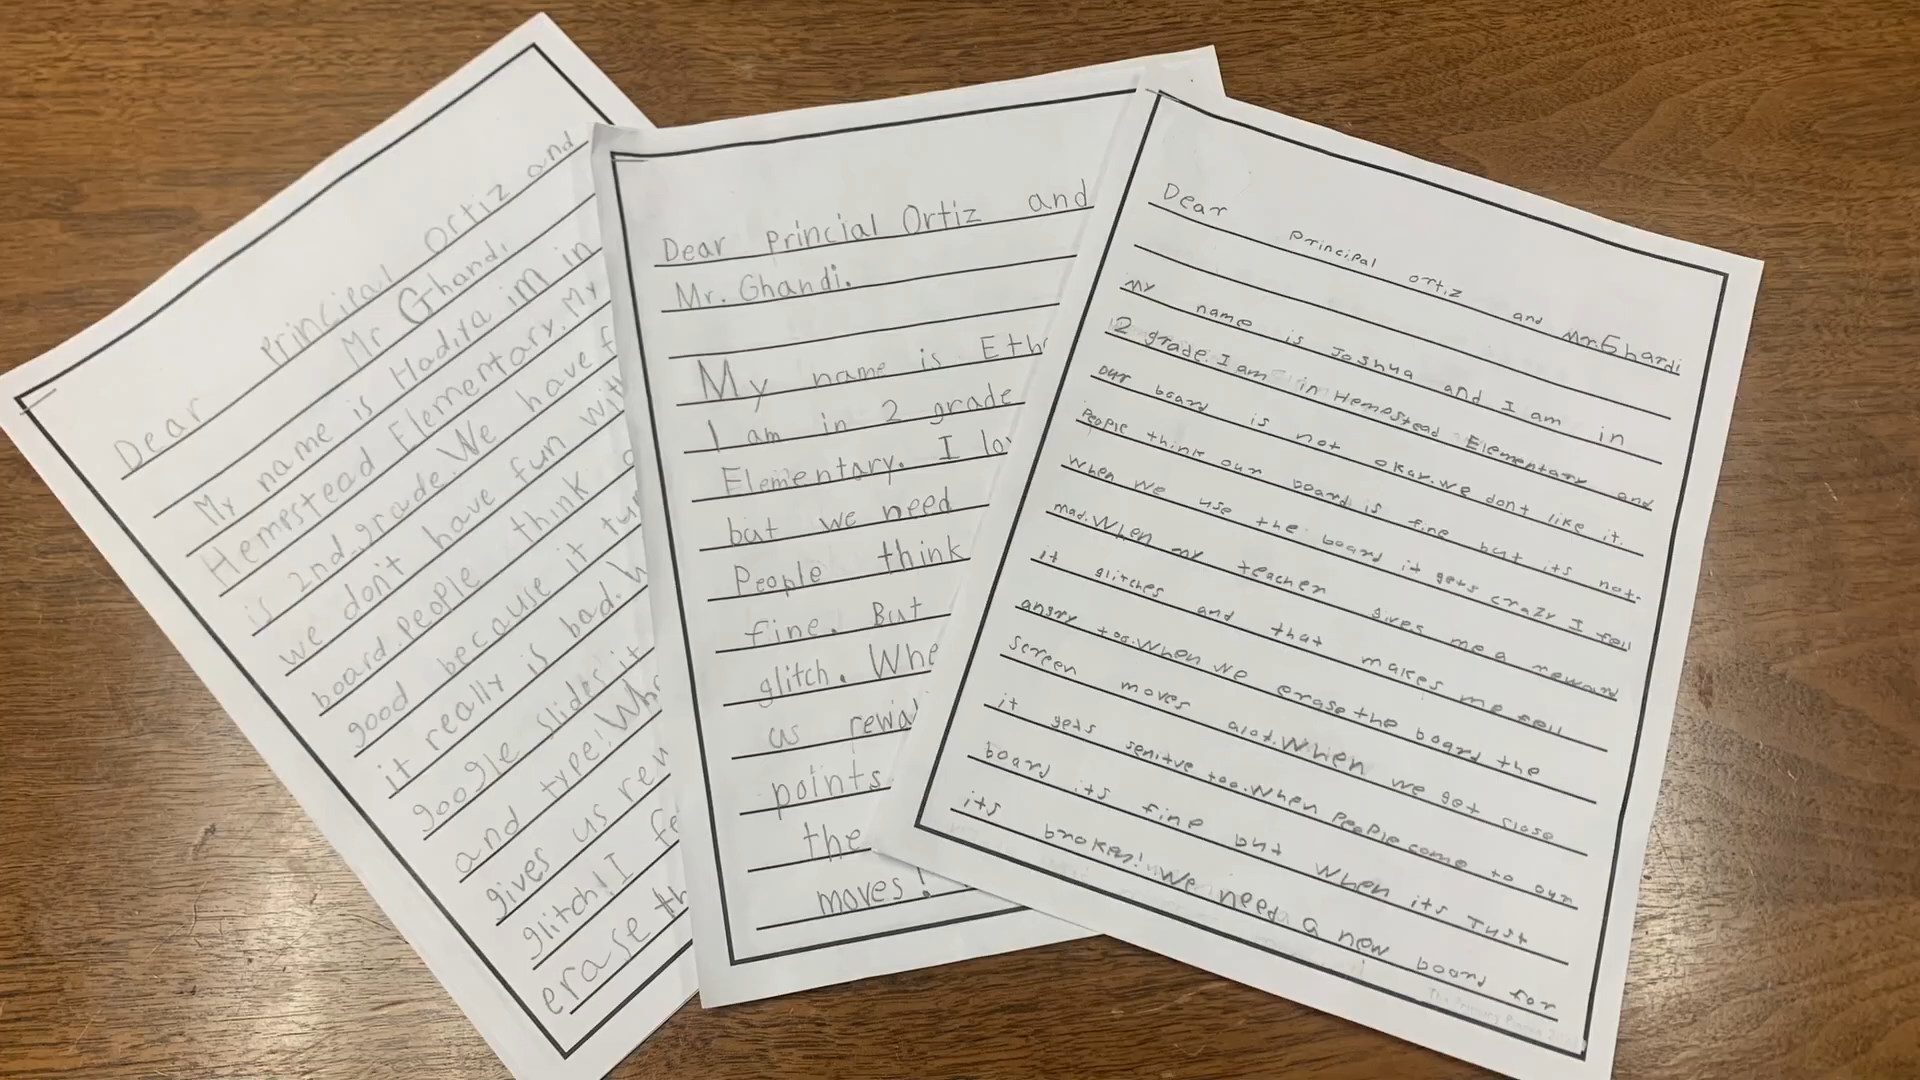 Dear Principal Ortiz and
Mr Ghandi,
My name is Hadiya im in
Hempstead Elementary. My
is 2nd grade. We have f
we don't have fun wit
board. People think
good because it tur
it really is bad. W
google slides it
and type! Whe
gives us rew
glitch! I fe
erase th
Dear princial Ortiz and
Mr. Ghandi.
My name is Eth
I am in 2 grade
Elementary. I lo
but we need
People think
fine. But
glitch. Whe
us rewa
points
the
moves!
Dear principal ortiz and Mr. Ghardi
My name is Joshua and I am in
2 grade. I am in Hempstead Elementary and
our board is not okay. we dont like it.
People think our board is fine but its not.
When we use the board it gets crazy I fell
mad. When my teacher gives me a reward
it glitches and that makes me fell
angry too. When we erase the board the
screen moves alot. When we get close
it gets senitve too. When People come to our
board its fine but when its Just
its broken! We need a new board for